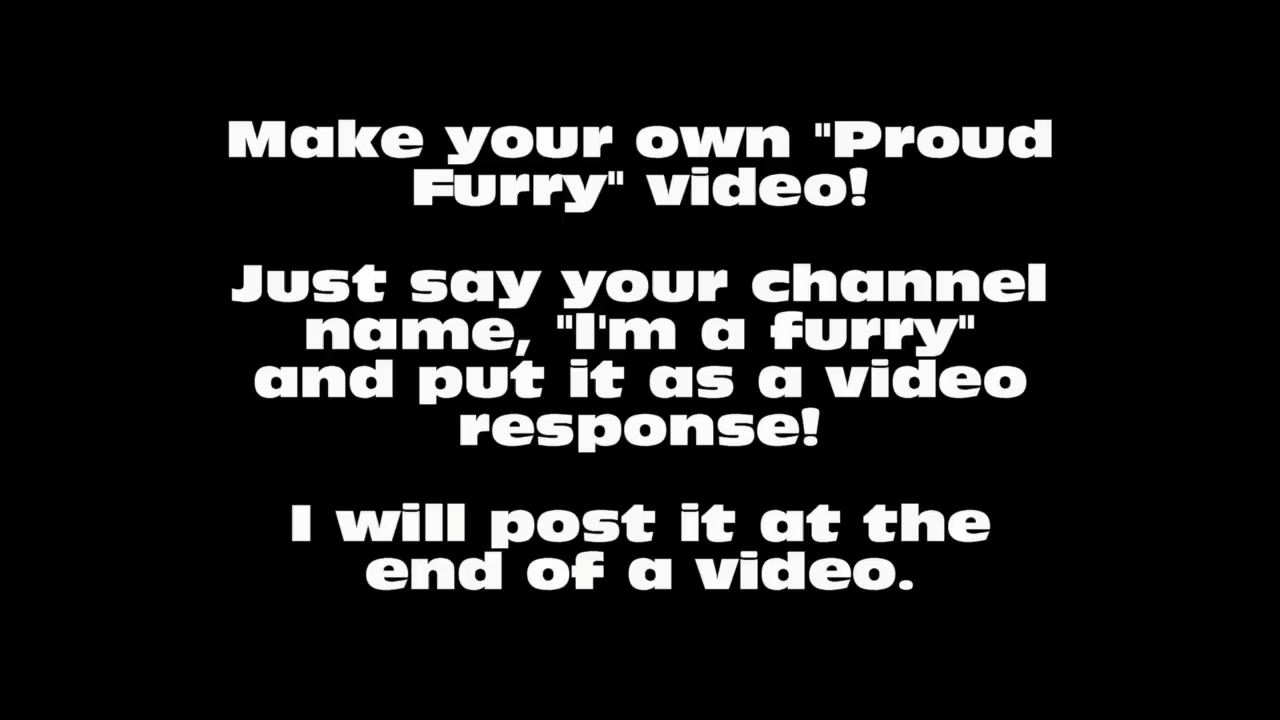 Make your own "Proud
Furry" video!
Just say your channel
name, "I'm a furry"
and put it as a video
response!
I will post it at the
end of a video.